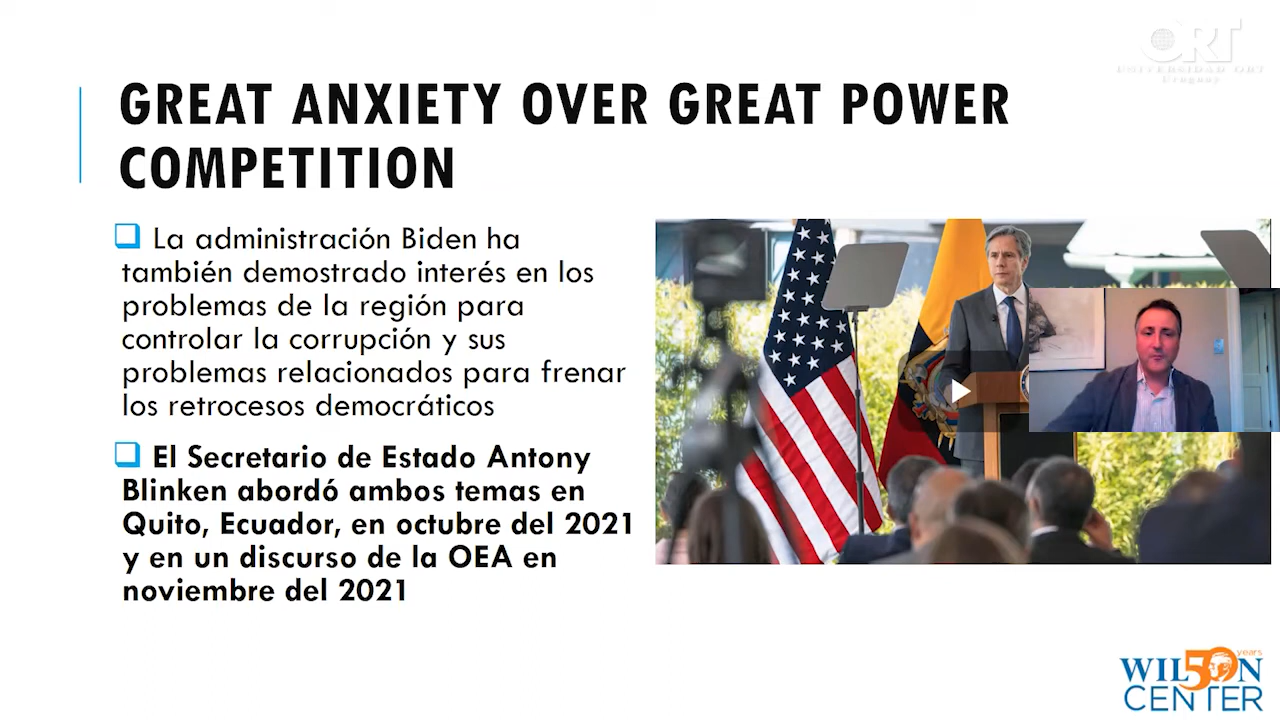 ORT
UNIVERSIDAD ORT
Uruguay
GREAT ANXIETY OVER GREAT POWER
COMPETITION
La administración Biden ha
también demostrado interés en los
problemas de la región para
controlar la corrupción y sus
problemas relacionados para frenar
los retrocesos democráticos
El Secretario de Estado Antony
Blinken abordó ambos temas en
Quito, Ecuador, en octubre del 2021
y en un discurso de la OEA en
noviembre del 2021
WILSON 50 years
CENTER